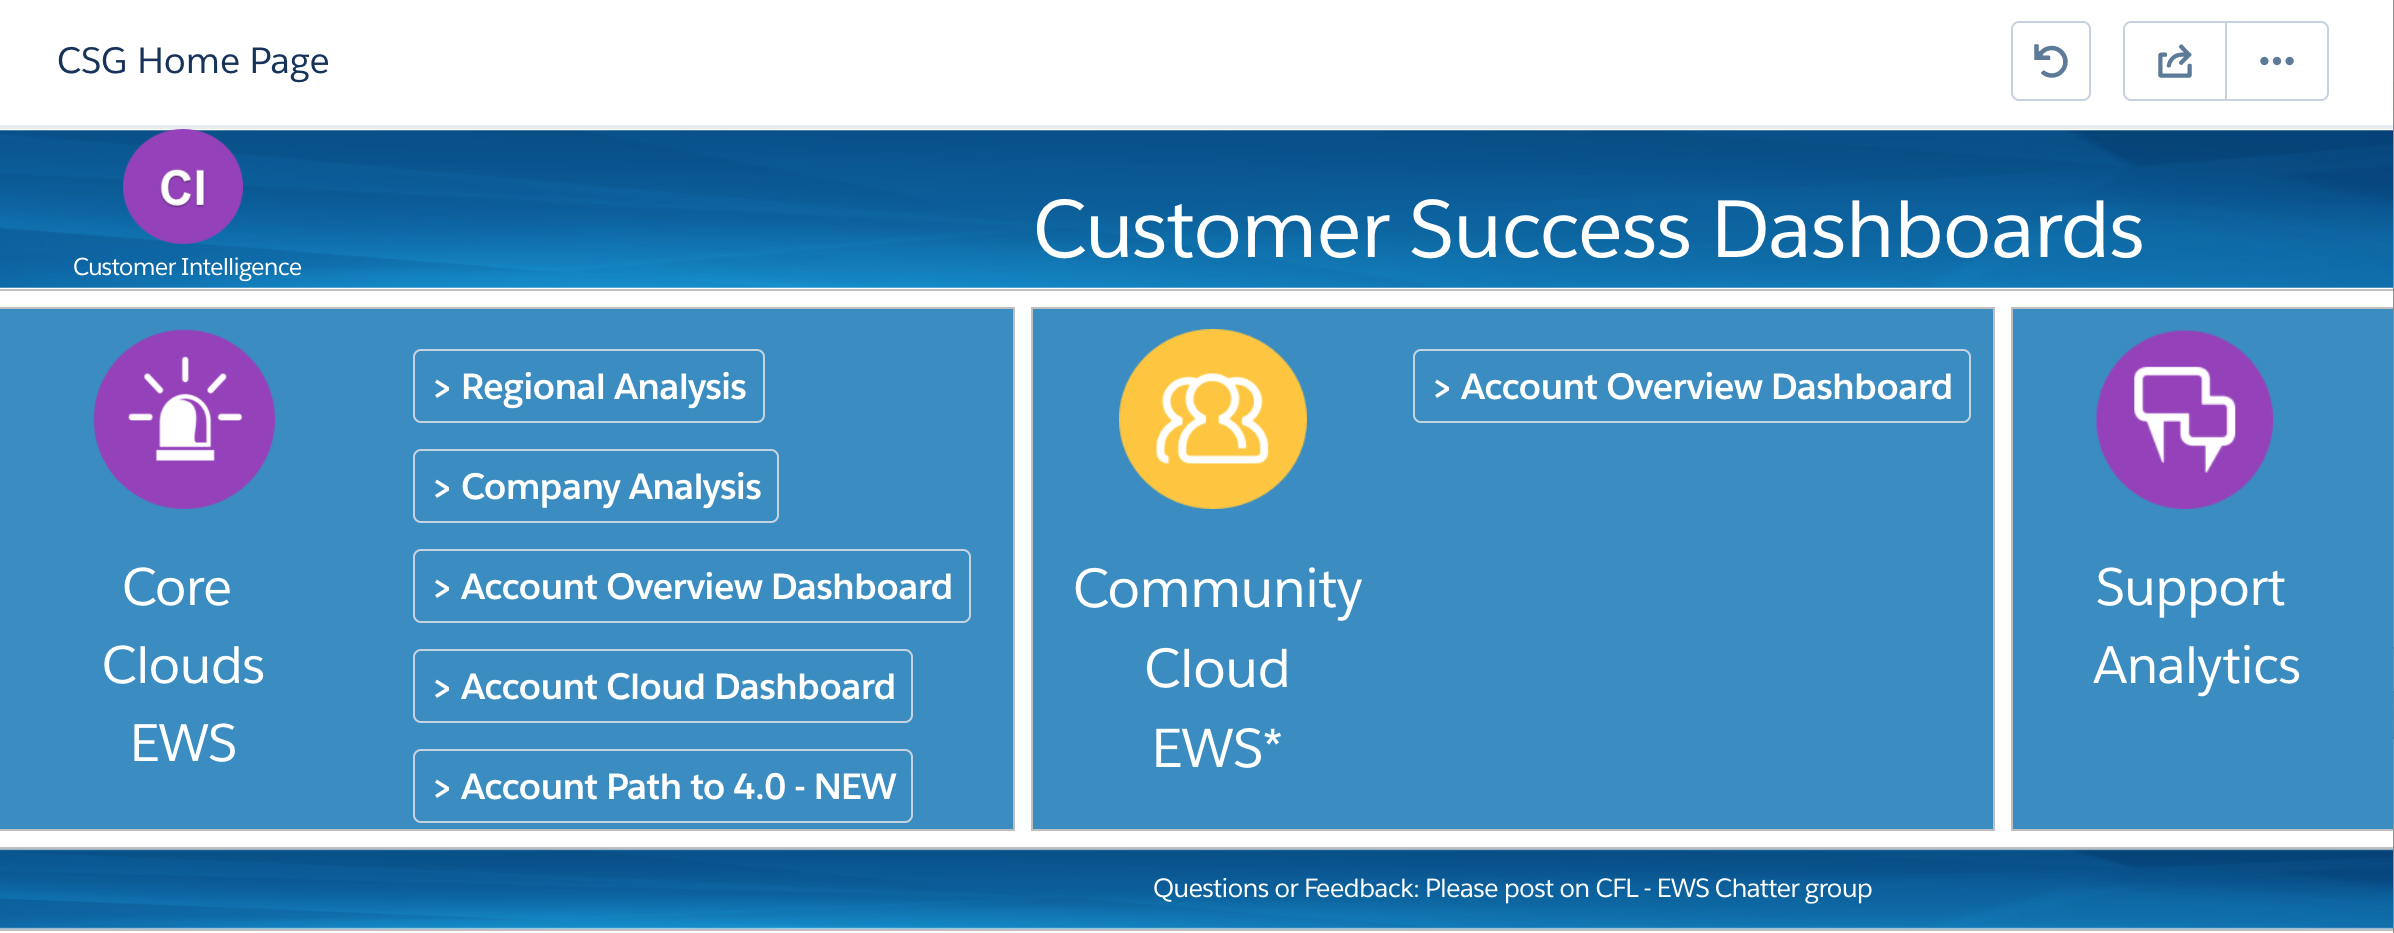 CSG Home Page
CI
Customer Intelligence
Customer Success Dashboards
Core
Clouds
EWS
> Regional Analysis
> Company Analysis
> Account Overview Dashboard
> Account Cloud Dashboard
> Account Path to 4.0 - NEW
Community
Cloud
EWS*
> Account Overview Dashboard
Support
Analytics
Questions or Feedback: Please post on CFL - EWS Chatter group